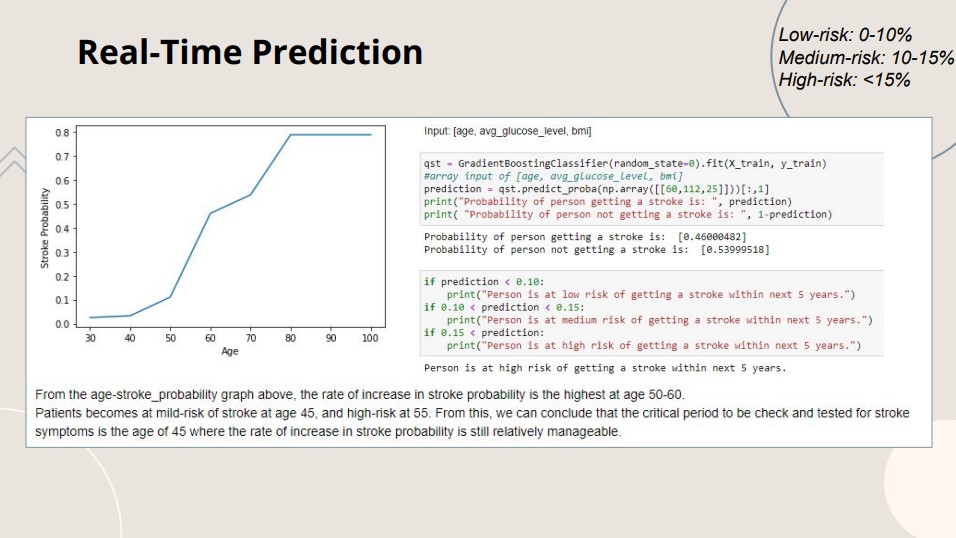 Real-Time Prediction
Low-risk: 0-10%
Medium-risk: 10-15%
High-risk: <15%
0.8
0.7
0.6
0.5
0.4
0.3
0.2
0.1
0.0
Stroke Probability
30 40 50 60 70 80 90 100
Age
Input: [age, avg_glucose_level, bmi]
qst = GradientBoostingClassifier(random_state=0).fit(X_train, y_train)
#array input of [age, avg_glucose_level, bmi]
prediction = qst.predict_proba(np.array([[60,112,25]]))[:,1]
print("Probability of person getting a stroke is: ", prediction)
print( "Probability of person not getting a stroke is: ", 1-prediction)
Probability of person getting a stroke is:  [0.46000482]
Probability of person not getting a stroke is:  [0.53999518]
if prediction < 0.10:
    print("Person is at low risk of getting a stroke within next 5 years.")
if 0.10 < prediction < 0.15:
    print("Person is at medium risk of getting a stroke within next 5 years.")
if 0.15 < prediction:
    print("Person is at high risk of getting a stroke within next 5 years.")
Person is at high risk of getting a stroke within next 5 years.
From the age-stroke_probability graph above, the rate of increase in stroke probability is the highest at age 50-60.
Patients becomes at mild-risk of stroke at age 45, and high-risk at 55. From this, we can conclude that the critical period to be check and tested for stroke
symptoms is the age of 45 where the rate of increase in stroke probability is still relatively manageable.